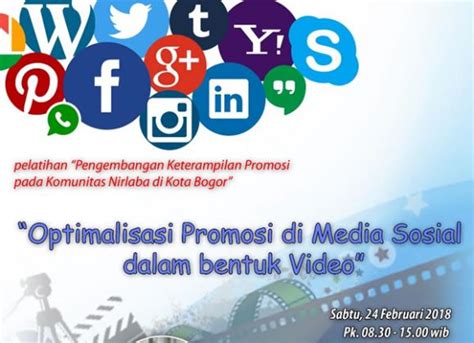 pelatihan “Pengembangan Keterampilan Promosi
pada Komunitas Nirlaba di Kota Bogor”
“Optimalisasi Promosi di Media Sosial
dalam bentuk Video”
Sabtu, 24 Februari 2018
Pk. 08.30 - 15.00 wib